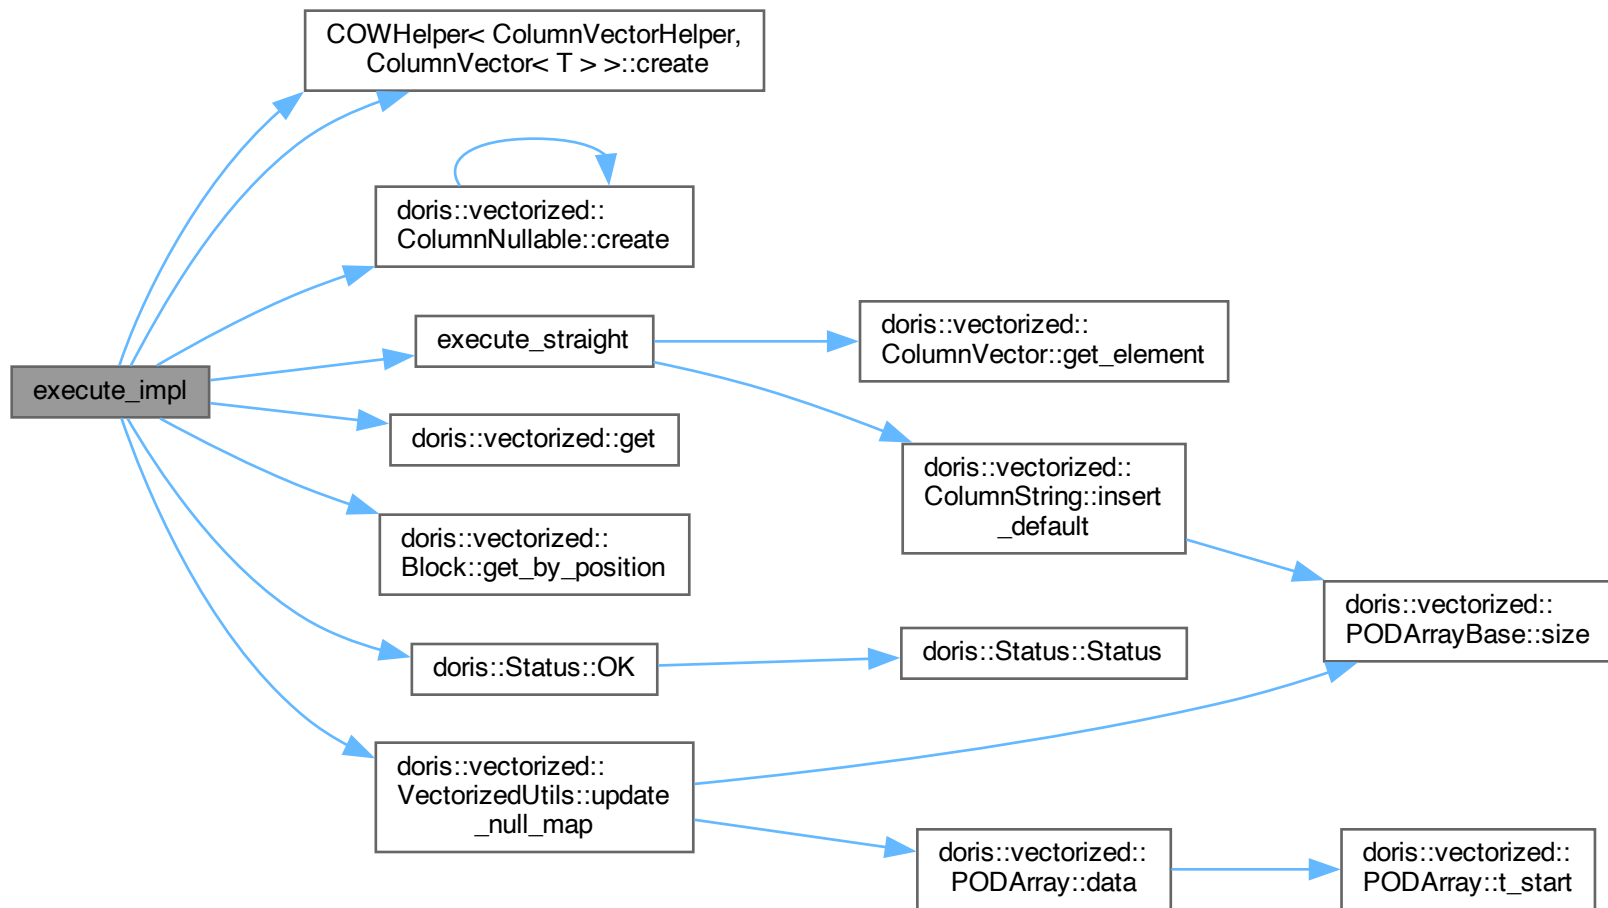 COWHelper< ColumnVectorHelper,
ColumnVector< T > >::create
doris::vectorized::
ColumnNullable::create
execute_straight
doris::vectorized::
ColumnVector::get_element
execute_impl
doris::vectorized::get
doris::vectorized::
ColumnString::insert
_default
doris::vectorized::
Block::get_by_position
doris::vectorized::
PODArrayBase::size
doris::Status::OK
doris::Status::Status
doris::vectorized::
VectorizedUtils::update
_null_map
doris::vectorized::
PODArray::data
doris::vectorized::
PODArray::t_start